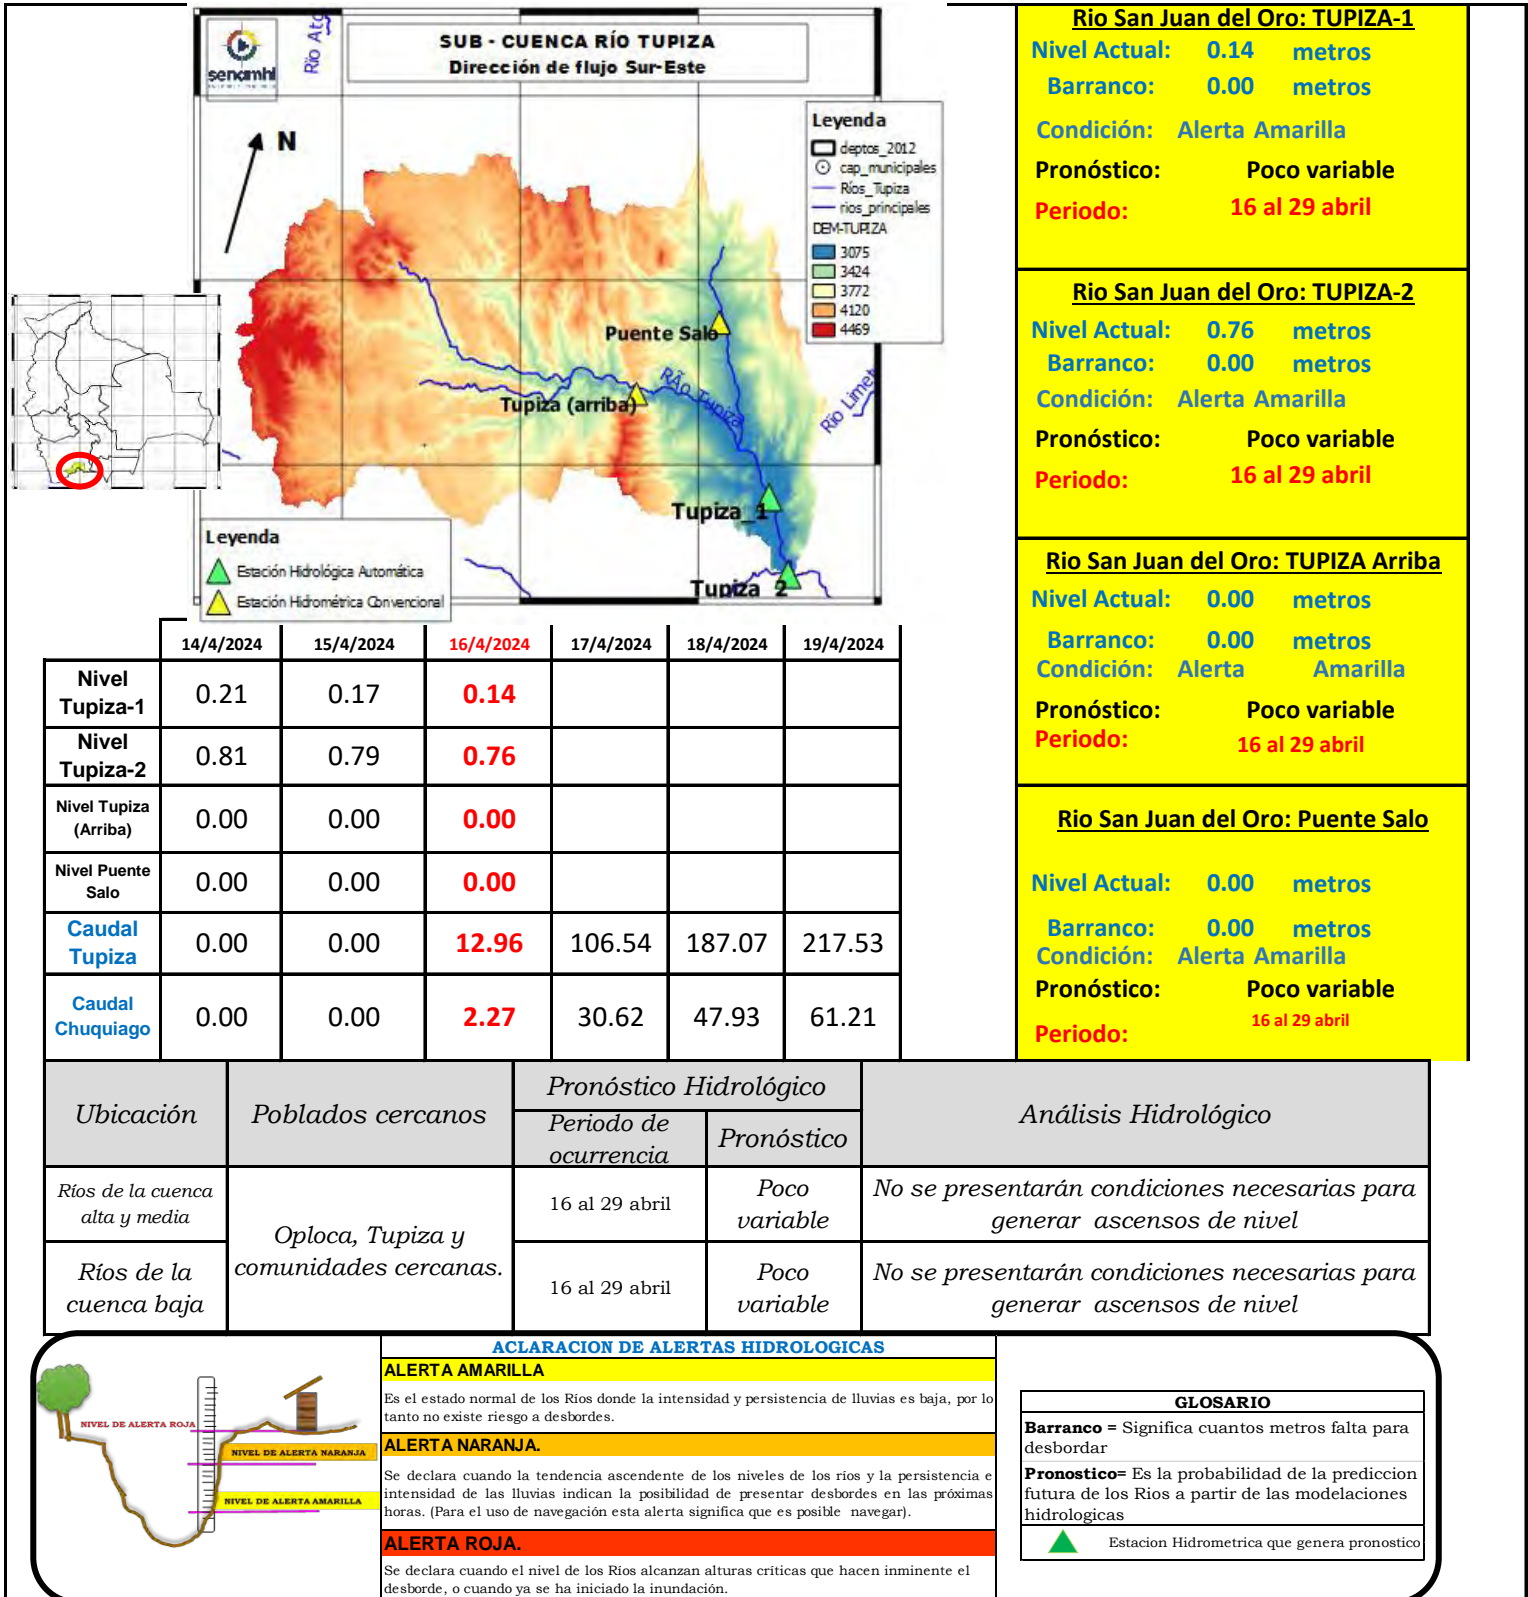 senamhi
Río Ato
SUB - CUENCA RÍO TUPIZA
Dirección de flujo Sur-Este
N
Leyenda
deptos_2012
cap_municipales
Ríos_Tupiza
rios_principales
DEM-TUPIZA
3075
3424
3772
4120
4469
Puente Salo
Tupiza (arriba)
RÃ­o Tupiza
Rio Limet
Tupiza_1
Tupiza_2
Leyenda
Estación Hidrológica Automática
Estación Hidrométrica Convencional
Rio San Juan del Oro: TUPIZA-1
Nivel Actual: 0.14 metros
Barranco: 0.00 metros
Condición: Alerta Amarilla
Pronóstico: Poco variable
Periodo: 16 al 29 abril
Rio San Juan del Oro: TUPIZA-2
Nivel Actual: 0.76 metros
Barranco: 0.00 metros
Condición: Alerta Amarilla
Pronóstico: Poco variable
Periodo: 16 al 29 abril
Rio San Juan del Oro: TUPIZA Arriba
Nivel Actual: 0.00 metros
Barranco: 0.00 metros
Condición: Alerta Amarilla
Pronóstico: Poco variable
Periodo: 16 al 29 abril
Rio San Juan del Oro: Puente Salo
Nivel Actual: 0.00 metros
Barranco: 0.00 metros
Condición: Alerta Amarilla
Pronóstico: Poco variable
Periodo: 16 al 29 abril
14/4/2024 15/4/2024 16/4/2024 17/4/2024 18/4/2024 19/4/2024
Nivel
Tupiza-1 0.21 0.17 0.14
Nivel
Tupiza-2 0.81 0.79 0.76
Nivel Tupiza
(Arriba) 0.00 0.00 0.00
Nivel Puente
Salo 0.00 0.00 0.00
Caudal
Tupiza 0.00 0.00 12.96 106.54 187.07 217.53
Caudal
Chuquiago 0.00 0.00 2.27 30.62 47.93 61.21
Ubicación Poblados cercanos Pronóstico Hidrológico Análisis Hidrológico
Periodo de
ocurrencia Pronóstico
Ríos de la cuenca
alta y media
Oploca, Tupiza y
comunidades cercanas.
16 al 29 abril
Poco
variable
No se presentarán condiciones necesarias para
generar ascensos de nivel
Ríos de la
cuenca baja
16 al 29 abril
Poco
variable
No se presentarán condiciones necesarias para
generar ascensos de nivel
NIVEL DE ALERTA ROJA
NIVEL DE ALERTA NARANJA
NIVEL DE ALERTA AMARILLA
ACLARACION DE ALERTAS HIDROLOGICAS
ALERTA AMARILLA
Es el estado normal de los Ríos donde la intensidad y persistencia de lluvias es baja, por lo
tanto no existe riesgo a desbordes.
ALERTA NARANJA.
Se declara cuando la tendencia ascendente de los niveles de los ríos y la persistencia e
intensidad de las lluvias indican la posibilidad de presentar desbordes en las próximas
horas. (Para el uso de navegación esta alerta significa que es posible navegar).
ALERTA ROJA.
Se declara cuando el nivel de los Ríos alcanzan alturas críticas que hacen inminente el
desborde, o cuando ya se ha iniciado la inundación.
GLOSARIO
Barranco = Significa cuantos metros falta para
desbordar
Pronostico= Es la probabilidad de la prediccion
futura de los Rios a partir de las modelaciones
hidrologicas
Estacion Hidrometrica que genera pronostico